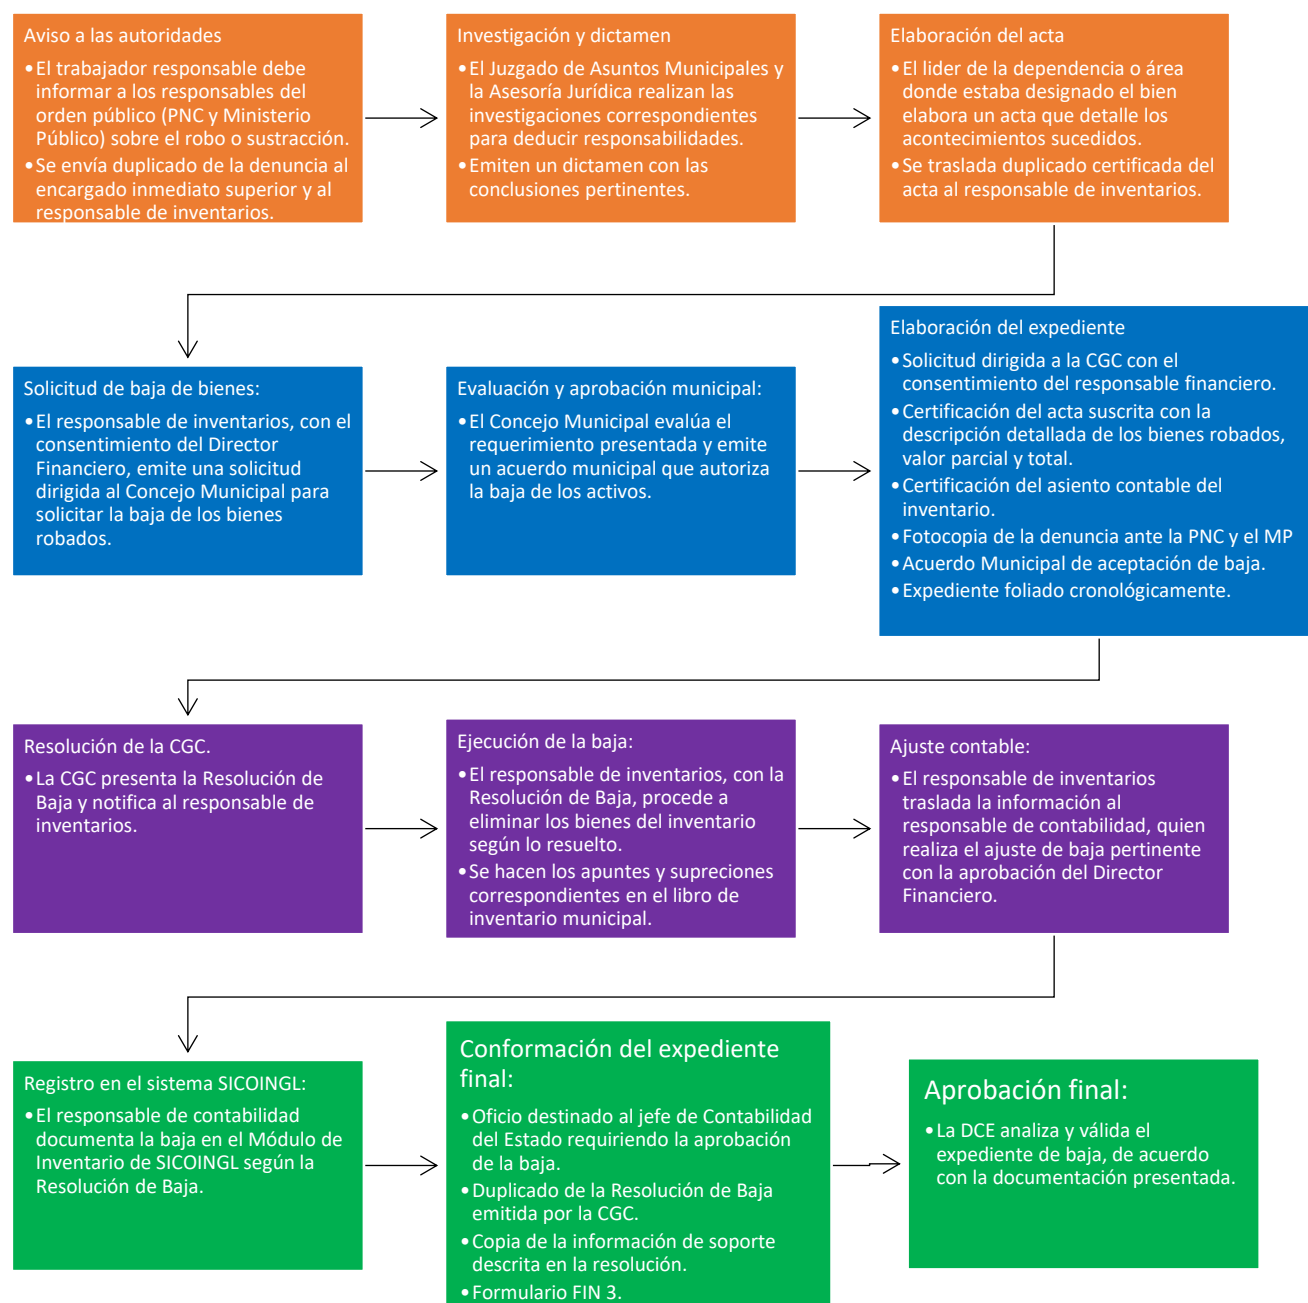 Aviso a las autoridades
•El trabajador responsable debe
informar a los responsables del
orden público (PNC y Ministerio
Público) sobre el robo o sustracción.
•Se envía duplicado de la denuncia al
encargado inmediato superior y al
responsable de inventarios.
Investigación y dictamen
•El Juzgado de Asuntos Municipales y
la Asesoría Jurídica realizan las
investigaciones correspondientes
para deducir responsabilidades.
•Emiten un dictamen con las
conclusiones pertinentes.
Elaboración del acta
•El lider de la dependencia o área
donde estaba designado el bien
elabora un acta que detalle los
acontecimientos sucedidos.
•Se traslada duplicado certificada del
acta al responsable de inventarios.
Solicitud de baja de bienes:
•El responsable de inventarios, con el
consentimiento del Director
Financiero, emite una solicitud
dirigida al Concejo Municipal para
solicitar la baja de los bienes
robados.
Evaluación y aprobación municipal:
•El Concejo Municipal evalúa el
requerimiento presentada y emite
un acuerdo municipal que autoriza
la baja de los activos.
Elaboración del expediente
•Solicitud dirigida a la CGC con el
consentimiento del responsable financiero.
•Certificación del acta suscrita con la
descripción detallada de los bienes robados,
valor parcial y total.
•Certificación del asiento contable del
inventario.
•Fotocopia de la denuncia ante la PNC y el MP
•Acuerdo Municipal de aceptación de baja.
•Expediente foliado cronológicamente.
Resolución de la CGC.
•La CGC presenta la Resolución de
Baja y notifica al responsable de
inventarios.
Ejecución de la baja:
•El responsable de inventarios, con la
Resolución de Baja, procede a
eliminar los bienes del inventario
según lo resuelto.
•Se hacen los apuntes y supreciones
correspondientes en el libro de
inventario municipal.
Ajuste contable:
•El responsable de inventarios
traslada la información al
responsable de contabilidad, quien
realiza el ajuste de baja pertinente
con la aprobación del Director
Financiero.
Registro en el sistema SICOINGL:
•El responsable de contabilidad
documenta la baja en el Módulo de
Inventario de SICOINGL según la
Resolución de Baja.
Conformación del expediente
final:
•Oficio destinado al jefe de Contabilidad
del Estado requiriendo la aprobación
de la baja.
•Duplicado de la Resolución de Baja
emitida por la CGC.
•Copia de la información de soporte
descrita en la resolución.
•Formulario FIN 3.
Aprobación final:
•La DCE analiza y válida el
expediente de baja, de acuerdo
con la documentación presentada.